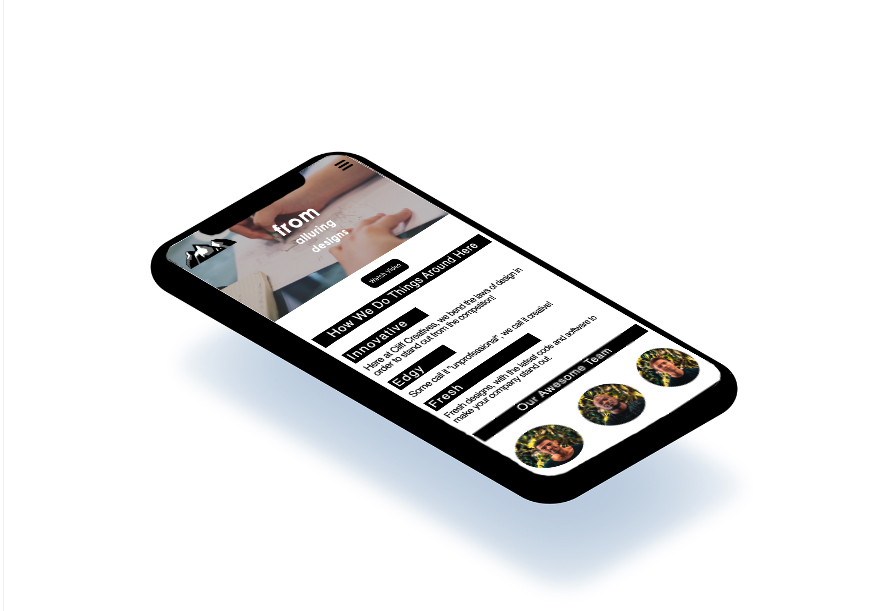 from
alluring
designs
Watch Video
How We Do Things Around Here
Innovative
Here at Cliff Creatives, we bend the laws of design in
order to stand out from the competition!
Edgy
Some call it "unprofessional", we call it creative!
Fresh
Fresh designs, with the latest code and software to
make your company stand out.
Our Awesome Team